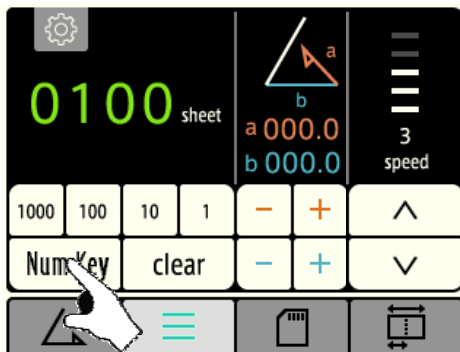 0100 sheet
a
b
a 000.0
b 000.0
3
speed
1000 100 10 1 - +
NumKey clear - +